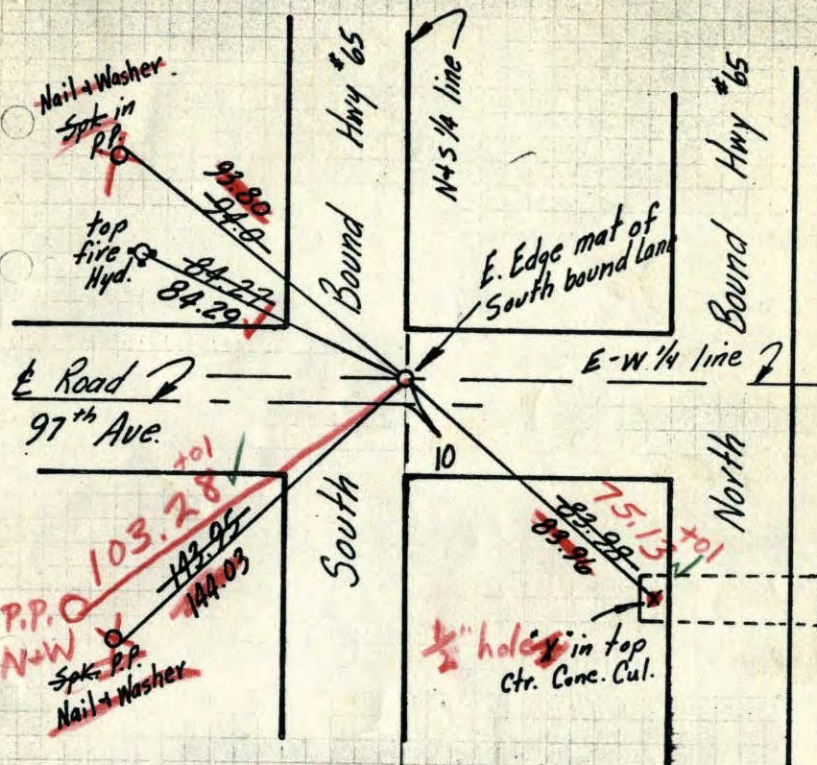 Nail & Washer
Spk. in
P.P.
top
fire
Hyd.
93.80
94.0
84.27
84.29
South Bound Hwy #65
N+S 1/4 line
E. Edge mat of
South bound Lane
North Bound Hwy #65
E-W 1/4 line
℄ Road
97th Ave.
10
103.28 +01
143.95
144.03
P.P.
N+W
Spk. P.P.
Nail & Washer
75.13 +01
83.98
83.96
1/2" hole
"X" in top
Ctr. Conc. Cul.